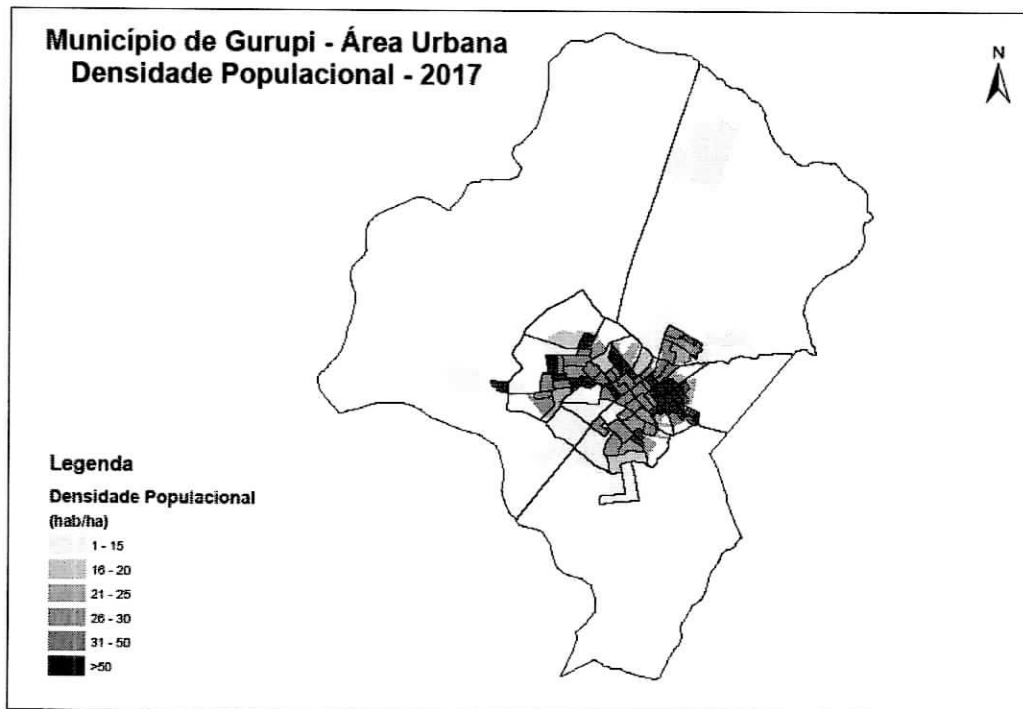 Município de Gurupi - Área Urbana
Densidade Populacional - 2017
N
Legenda
Densidade Populacional
(hab/ha)
1 - 15
16 - 20
21 - 25
26 - 30
31 - 50
>50